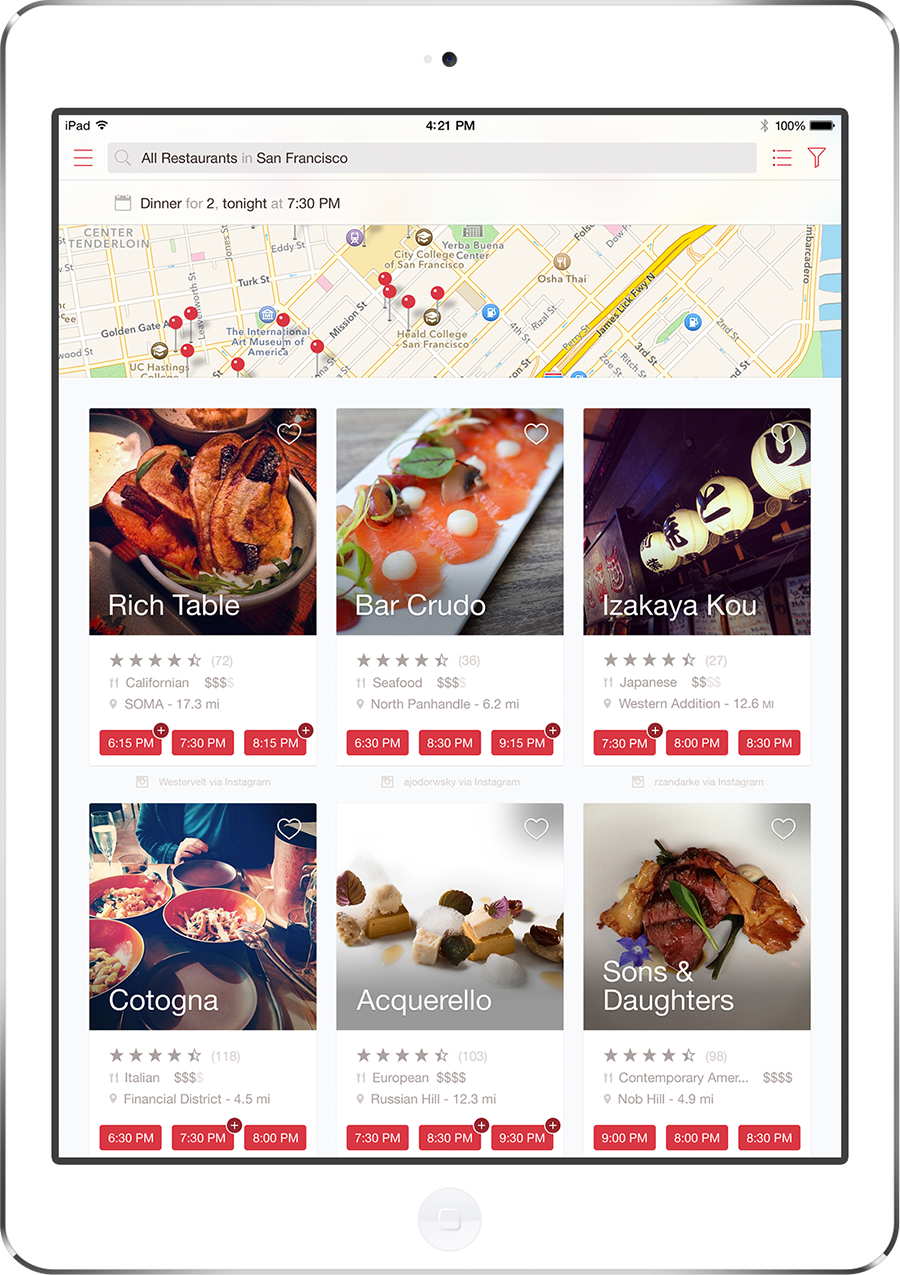 iPad 4:21 PM 100%
All Restaurants in San Francisco
Dinner for 2, tonight at 7:30 PM
CENTER
TENDERLOIN
Jones St
Eddy St
City College
of San Francisco
Yerba Buena
Center
Turk St
Osha Thai
Golden Gate A
Leavenworth St
The International
Art Museum of
America
Mission St
Heald College
- San Francisco
4th St
Rizal St
Perry St
James Lick Fwy N
2nd St
3rd St
Ritch St
Zoe St
UC Hastings
College
Rich Table
Bar Crudo
Izakaya Kou
(72)
(36)
(27)
Californian $$$$
Seafood $$$$
Japanese $$$$
SOMA - 17.3 mi
North Panhandle - 6.2 mi
Western Addition - 12.6 MI
6:15 PM 7:30 PM 8:15 PM
6:30 PM 8:30 PM 9:15 PM
7:30 PM 8:00 PM 8:30 PM
Westervelt via Instagram
ajodorwsky via Instagram
rzandarke via Instagram
Cotogna
Acquerello
Sons &
Daughters
(118)
(103)
(98)
Italian $$$$
European $$$$
Contemporary Amer... $$$$
Financial District - 4.5 mi
Russian Hill - 12.3 mi
Nob Hill - 4.9 mi
6:30 PM 7:30 PM 8:00 PM
7:30 PM 8:30 PM 9:30 PM
9:00 PM 8:00 PM 8:30 PM